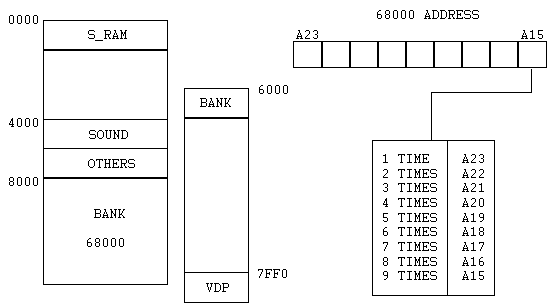 68000 ADDRESS
A23 A15
0000
S_RAM
4000
SOUND
OTHERS
8000
BANK
68000
6000
BANK
7FF0
VDP
1 TIME A23
2 TIMES A22
3 TIMES A21
4 TIMES A20
5 TIMES A19
6 TIMES A18
7 TIMES A17
8 TIMES A16
9 TIMES A15